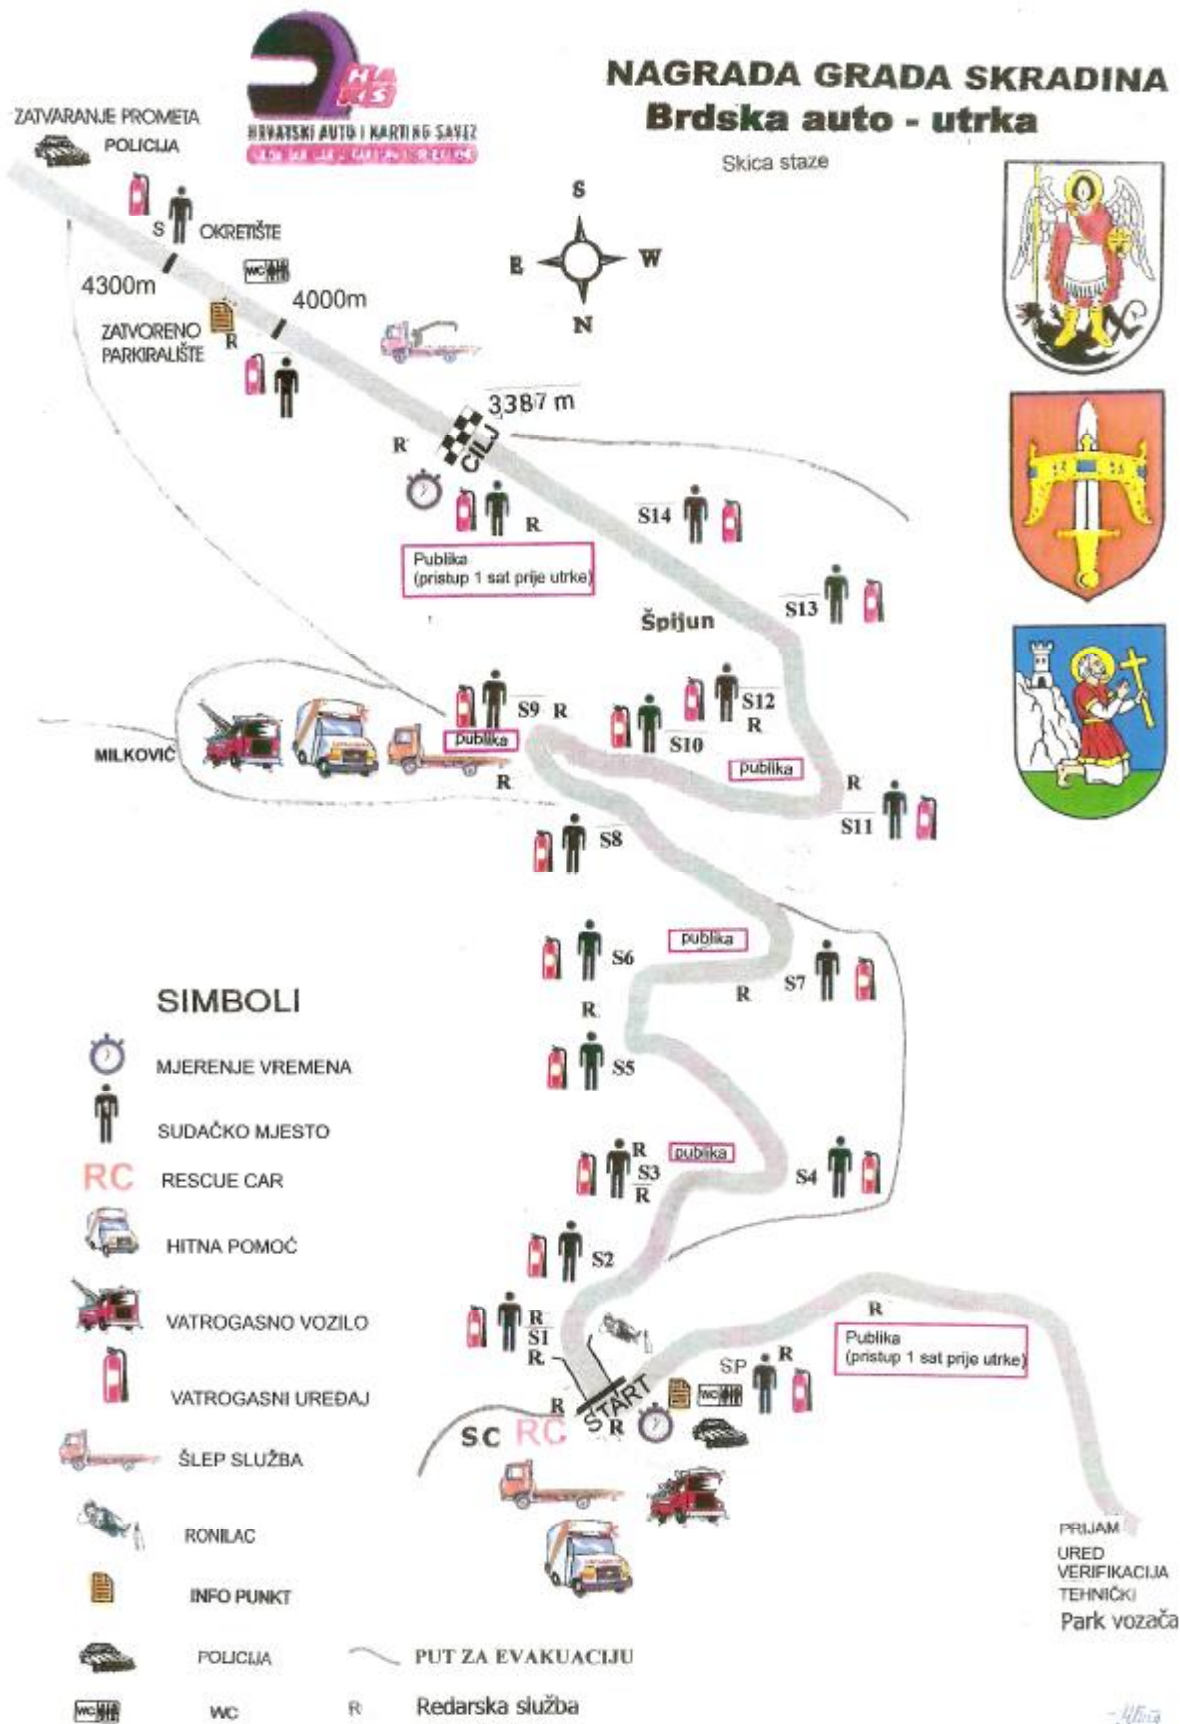 NAGRADA GRADA SKRADINA
Brdska auto - utrka
Skica staze
HRVATSKI AUTO I KARTING SAVEZ
ZATVARANJE PROMETA
POLICIJA
S
OKRETIŠTE
WC
4300m
4000m
ZATVORENO
PARKIRALIŠTE
R
S
E
W
N
3387 m
CILJ
R
R
S14
Publika
(pristup 1 sat prije utrke)
S13
Špijun
S9
R
S12
R
S10
publika
MILKOVIĆ
publika
R
R
S11
S8
publika
S6
S7
R
R
S5
R
publika
S3
R
S4
S2
R
S1
R
R
Publika
(pristup 1 sat prije utrke)
S.P
R
WC
START
R
R
SC
RC
PRIJAM
URED
VERIFIKACIJA
TEHNIČKI
Park vozača
SIMBOLI
MJERENJE VREMENA
SUDAČKO MJESTO
RC
RESCUE CAR
HITNA POMOĆ
VATROGASNO VOZILO
VATROGASNI UREĐAJ
ŠLEP SLUŽBA
RONILAC
INFO PUNKT
POLICIJA
PUT ZA EVAKUACIJU
WC
WC
R
Redarska služba